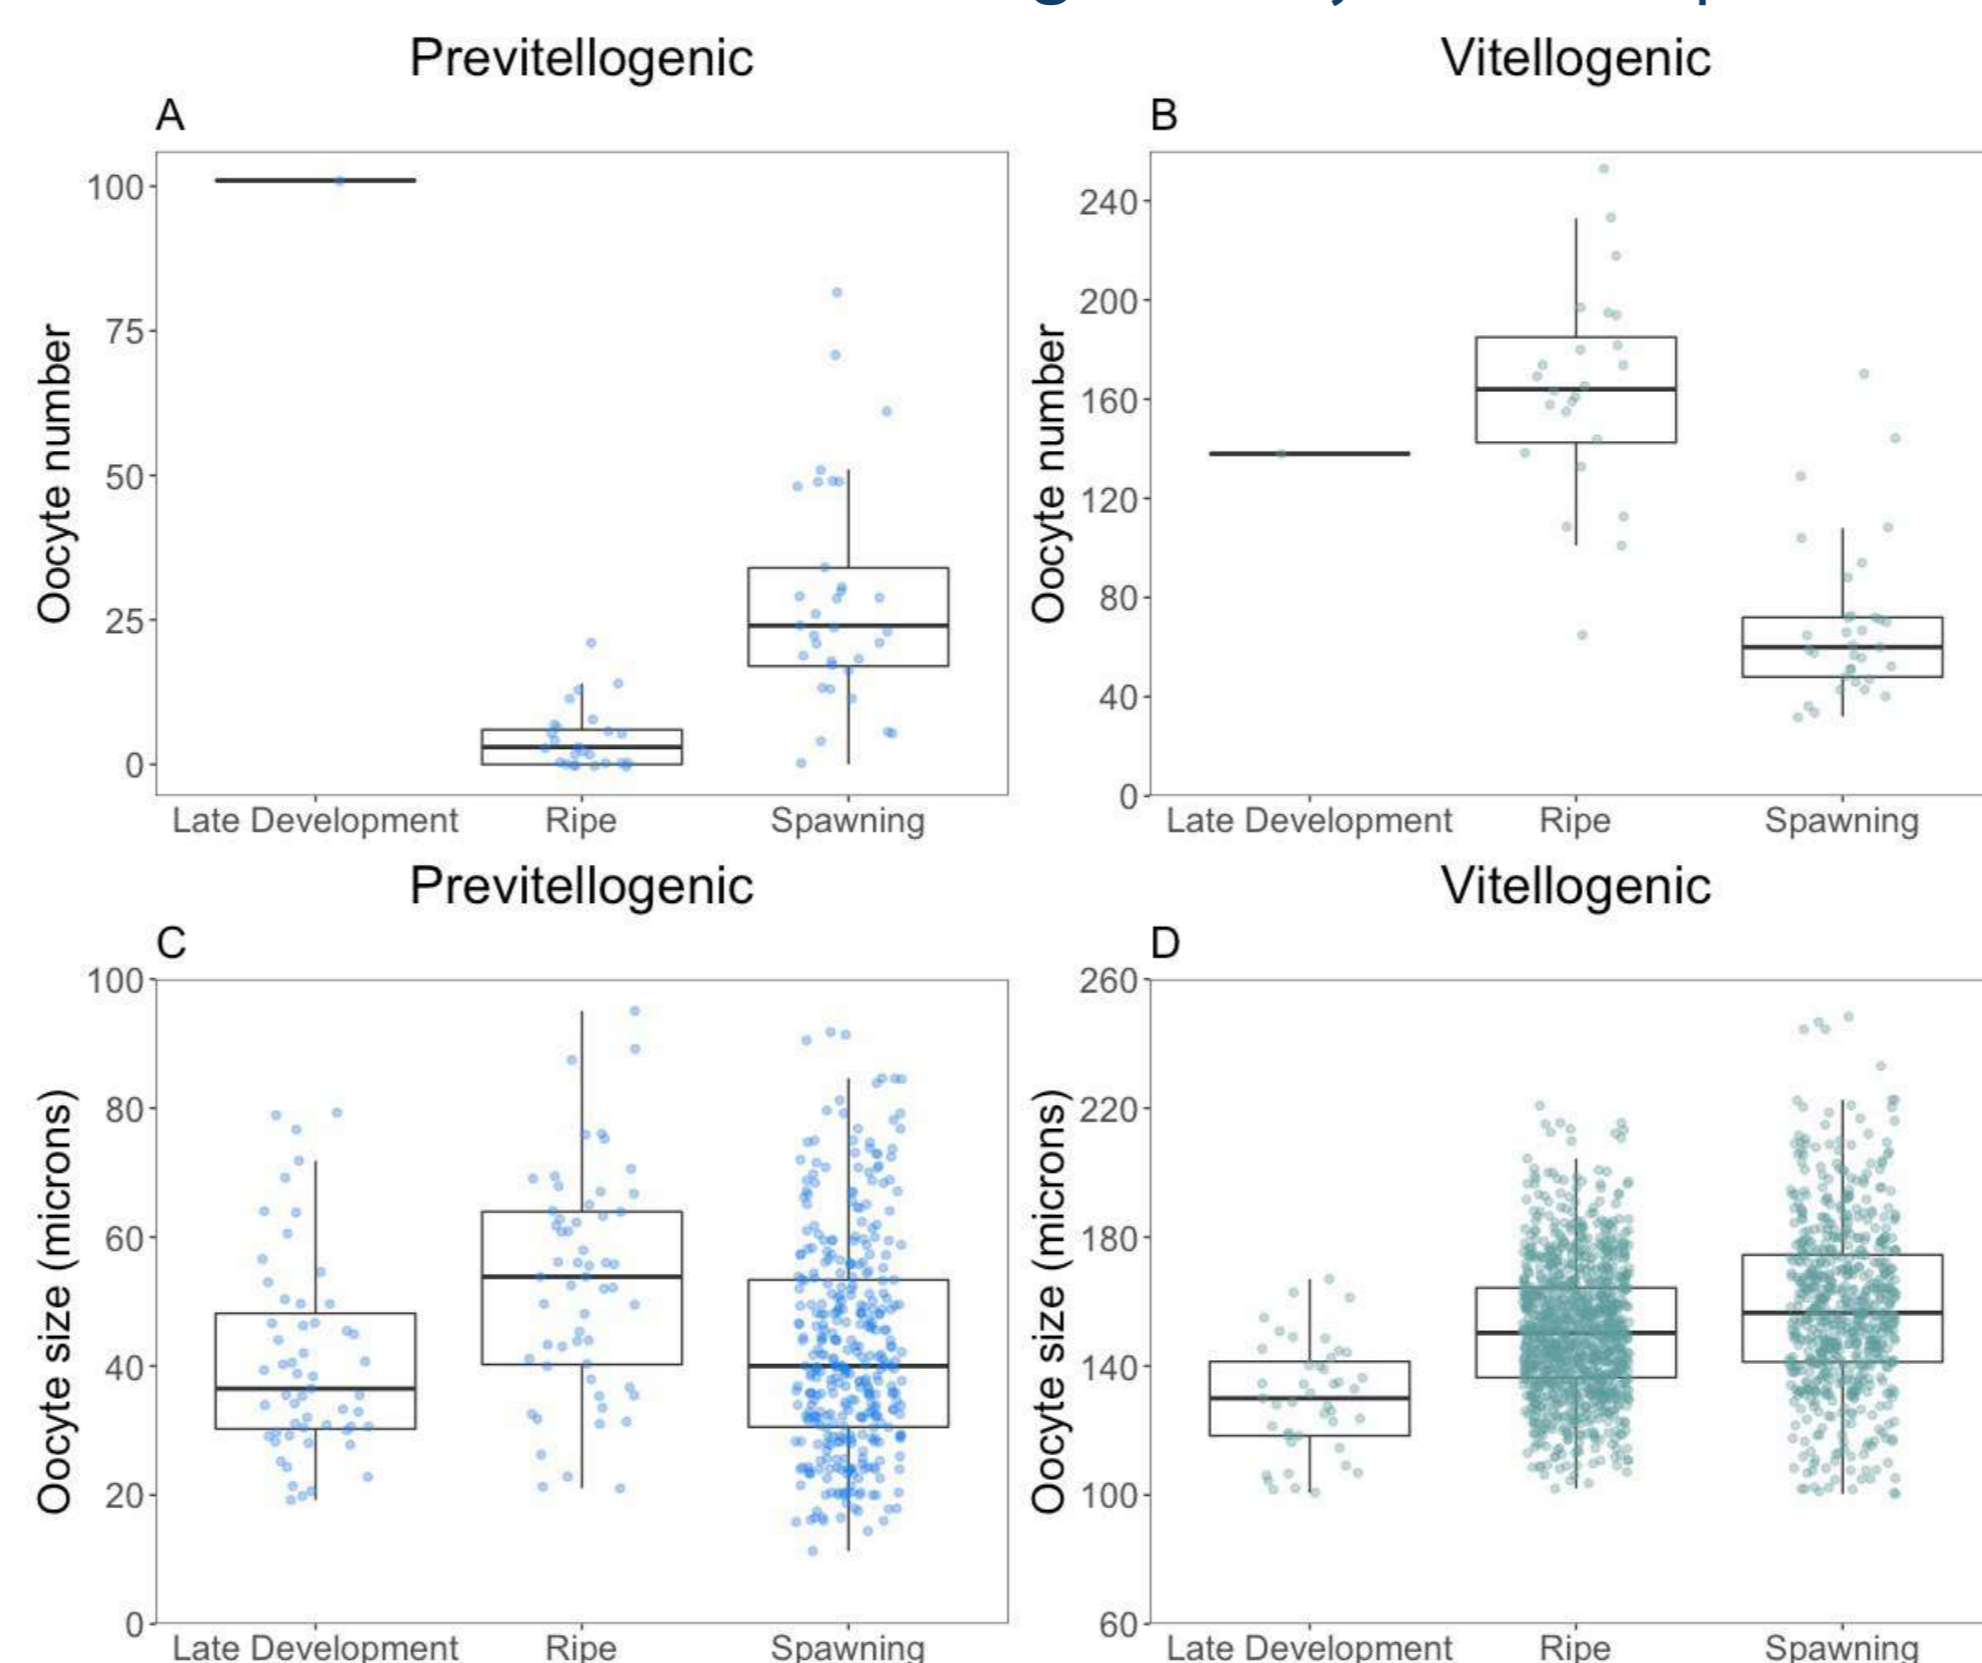 Previtellogenic
A
Oocyte number
100
75
50
25
0
Late Development Ripe Spawning
Vitellogenic
B
Oocyte number
240
200
160
120
80
40
0
Late Development Ripe Spawning
Previtellogenic
C
Oocyte size (microns)
100
80
60
40
20
0
Late Development Ripe Spawning
Vitellogenic
D
Oocyte size (microns)
260
220
180
140
100
60
Late Development Ripe Spawning